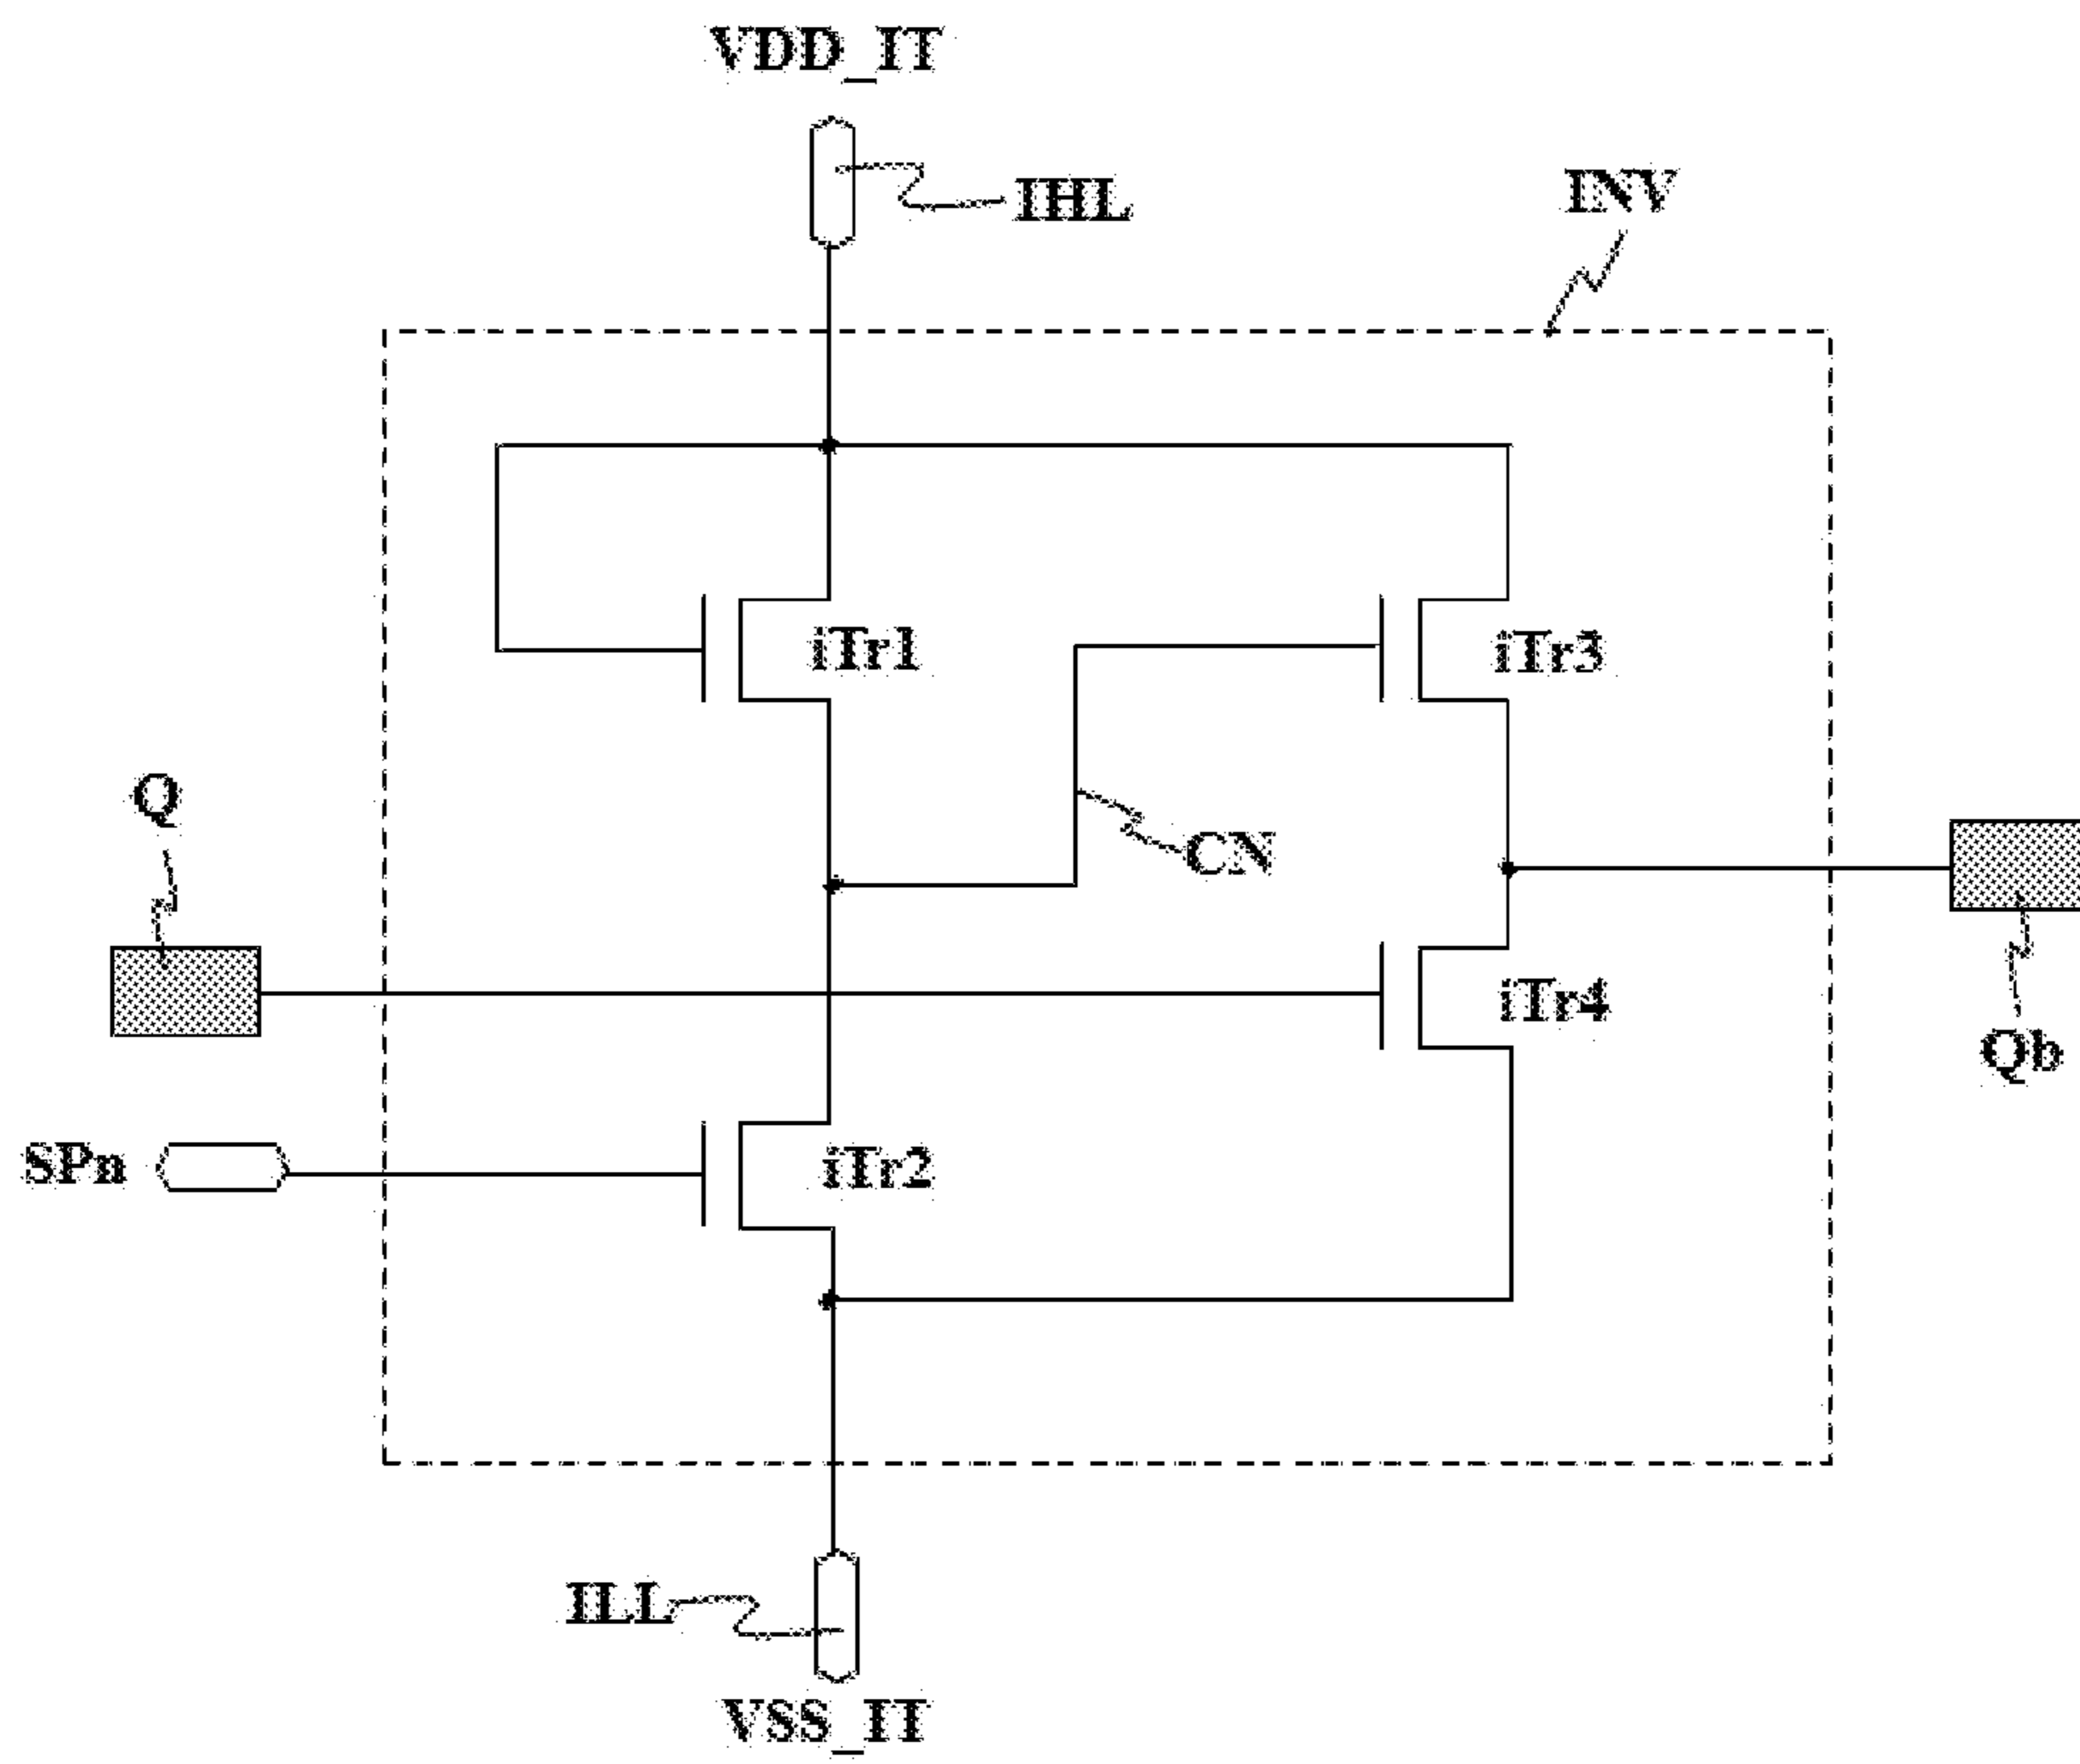 VDD_IT
IHL
INV
iTr1
iTr3
Q
CN
iTr4
Qb
SPn
iTr2
ILL
VSS_IT